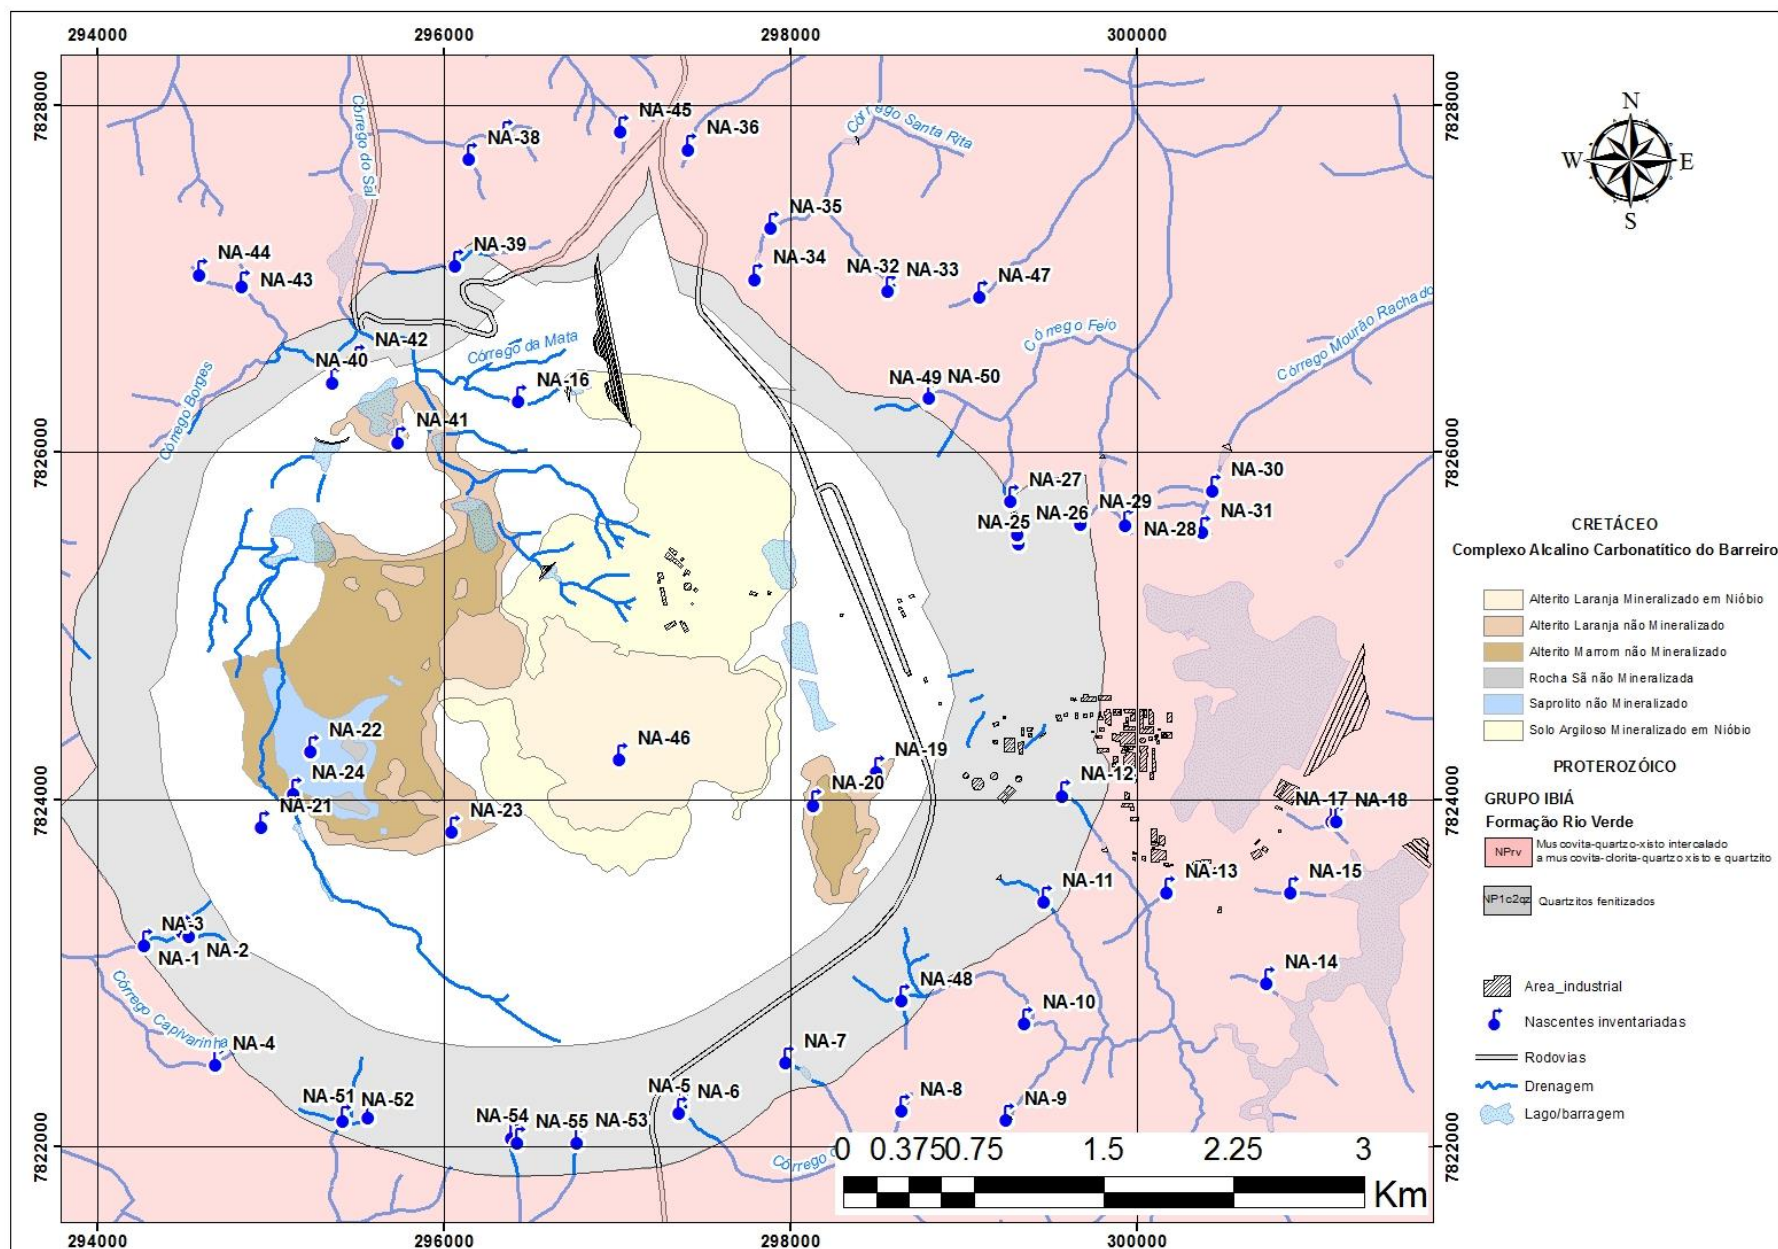 294000 296000 298000 300000
7828000 7828000
7826000 7826000
7824000 7824000
7822000 7822000
294000 296000 298000 300000
N
W E
S
NA-45
NA-38
NA-36
Córrego Santa Rita
Córrego do Sal
NA-35
NA-39
NA-44
NA-43
NA-34
NA-32
NA-33
NA-47
NA-42
NA-40
Córrego da Mata
Córrego Feio
Córrego Mourão Rachado
Córrego Borges
NA-16
NA-49
NA-50
NA-41
NA-27
NA-30
NA-29
NA-26
NA-25
NA-28
NA-31
NA-22
NA-46
NA-19
NA-24
NA-20
NA-12
NA-21
NA-23
NA-17
NA-18
NA-13
NA-15
NA-11
NA-3
NA-1
NA-2
NA-48
NA-14
NA-10
Córrego Capivarinha
NA-4
NA-7
NA-5
NA-6
NA-8
NA-9
NA-51
NA-52
NA-54
NA-55
NA-53
Córrego
0 0.375 0.75 1.5 2.25 3
Km
CRETÁCEO
Complexo Alcalino Carbonatítico do Barreiro
Alterito Laranja Mineralizado em Nióbio
Alterito Laranja não Mineralizado
Alterito Marrom não Mineralizado
Rocha Sã não Mineralizada
Saprolito não Mineralizado
Solo Argiloso Mineralizado em Nióbio
PROTEROZÓICO
GRUPO IBIÁ
Formação Rio Verde
NPrv Muscovita-quartzo-xisto intercalado
a muscovita-clorita-quartzo xisto e quartzito
NP1c2qz Quartzitos fenitizados
Area_industrial
Nascentes inventariadas
Rodovias
Drenagem
Lago/barragem